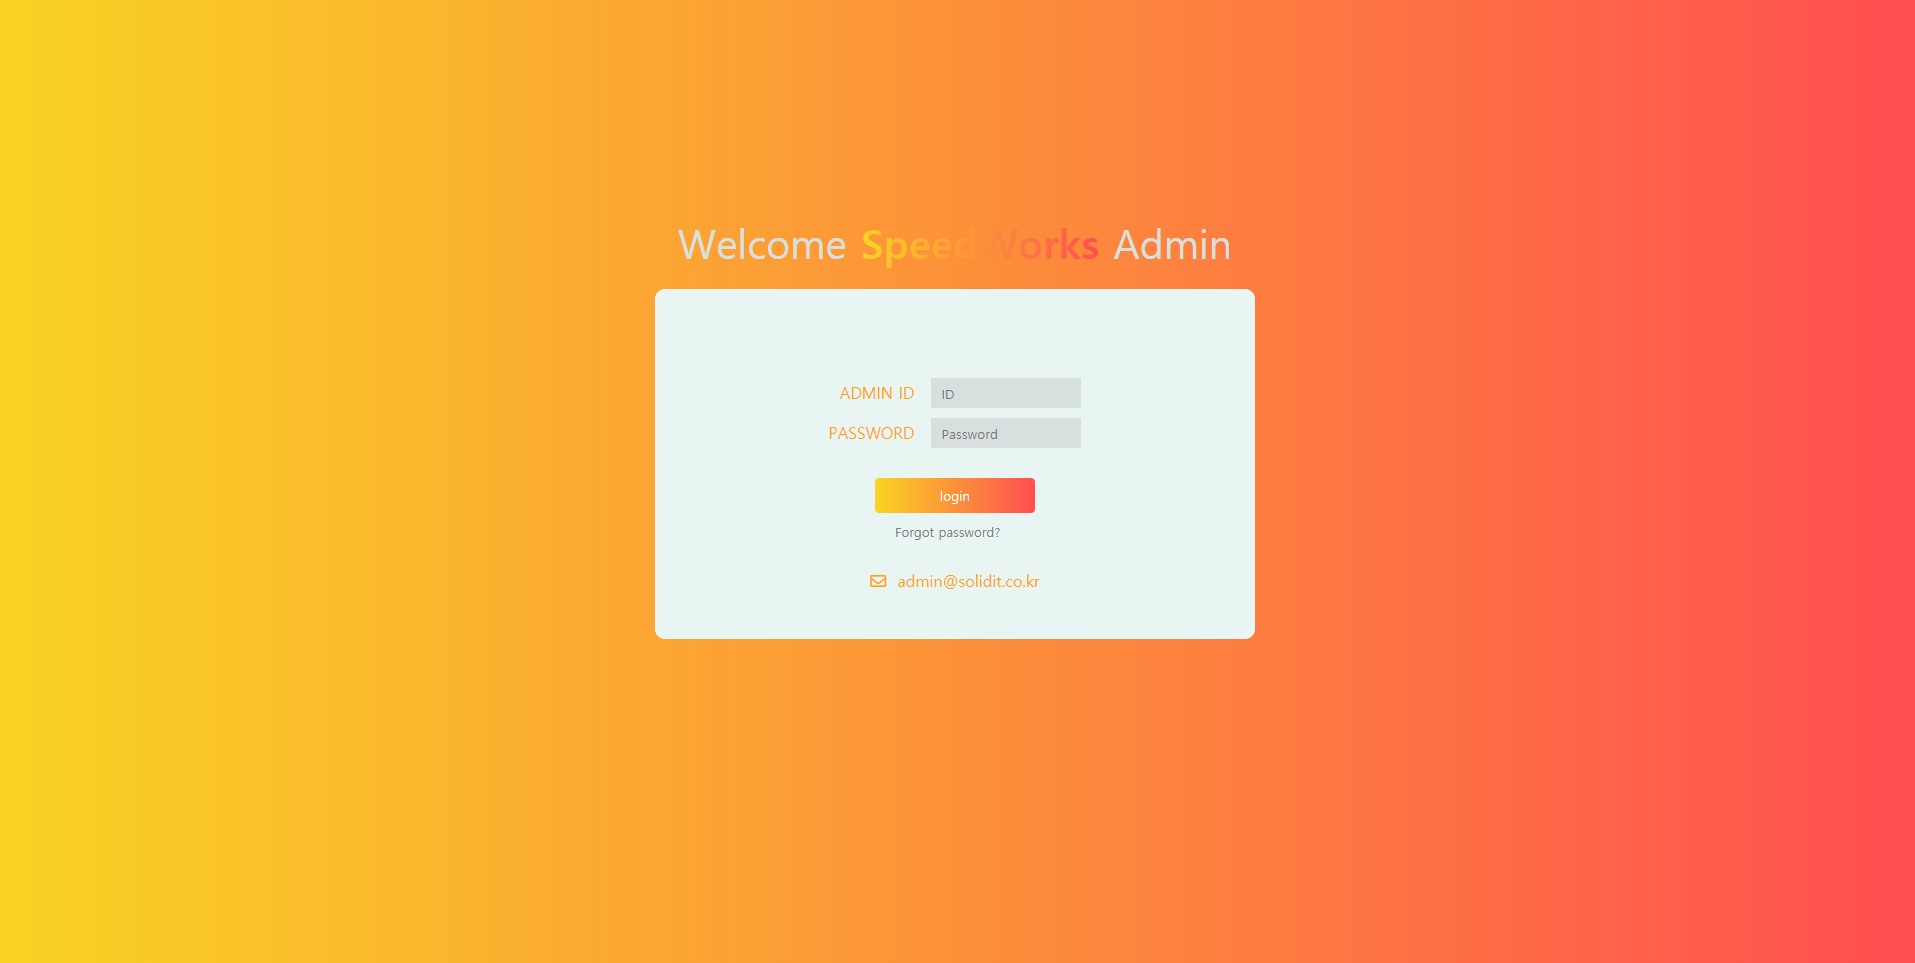 Welcome Speed Works Admin
ADMIN ID ID
PASSWORD Password
login
Forgot password?
admin@solidit.co.kr